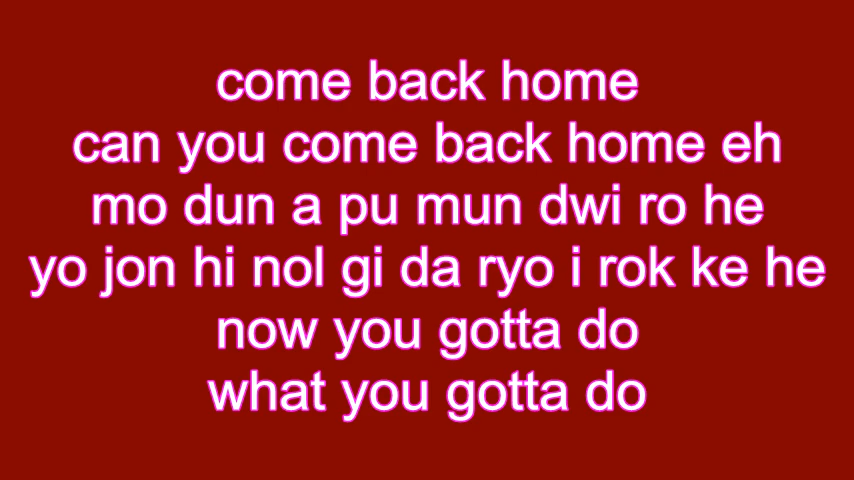 come back home
can you come back home eh
mo dun a pu mun dwi ro he
yo jon hi nol gi da ryo i rok ke he
now you gotta do
what you gotta do